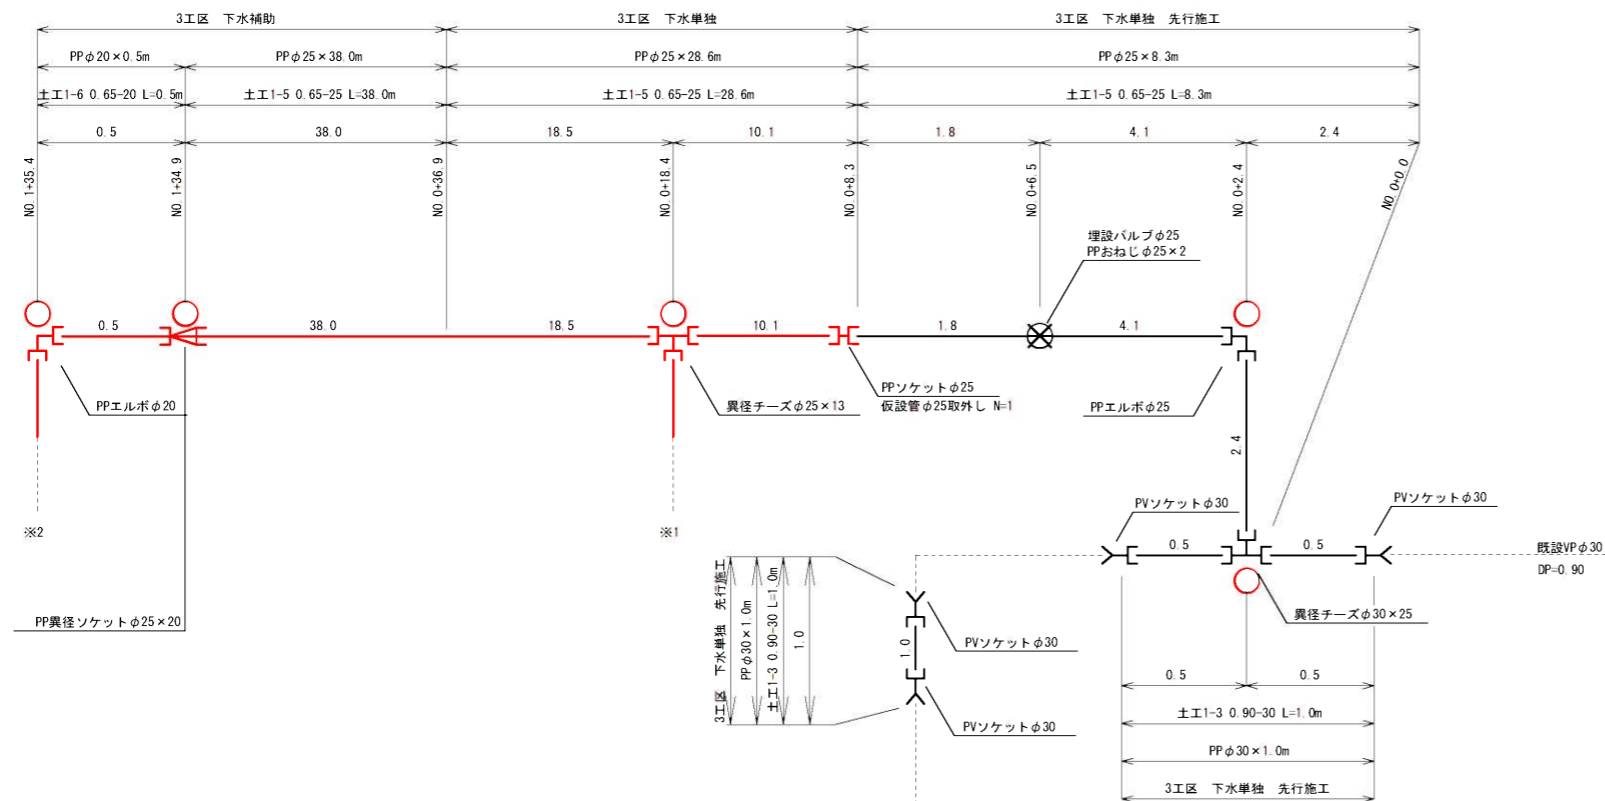 3工区 下水補助
3工区 下水単独
3工区 下水単独 先行施工
PPφ20×0.5m
PPφ25×38.0m
PPφ25×28.6m
PPφ25×8.3m
土工1-6 0.65-20 L=0.5m
土工1-5 0.65-25 L=38.0m
土工1-5 0.65-25 L=28.6m
土工1-5 0.65-25 L=8.3m
0.5
38.0
18.5
10.1
1.8
4.1
2.4
NO.1+35.4
NO.1+34.9
NO.0+36.9
NO.0+18.4
NO.0+8.3
NO.0+6.5
NO.0+2.4
NO.0+0.0
埋設バルブφ25
PPおねじφ25×2
0.5
38.0
18.5
10.1
1.8
4.1
PPエルボφ20
異径チーズφ25×13
PPソケットφ25
仮設管φ25取外し N=1
PPエルボφ25
2.4
※2
※1
PVソケットφ30
PVソケットφ30
0.5
0.5
既設VPφ30
DP=0.90
異径チーズφ30×25
PP異径ソケットφ25×20
3工区 下水単独 先行施工
PPφ30×1.0m
土工1-3 0.90-30 L=1.0m
1.0
1.0
PVソケットφ30
PVソケットφ30
0.5
0.5
土工1-3 0.90-30 L=1.0m
PPφ30×1.0m
3工区 下水単独 先行施工